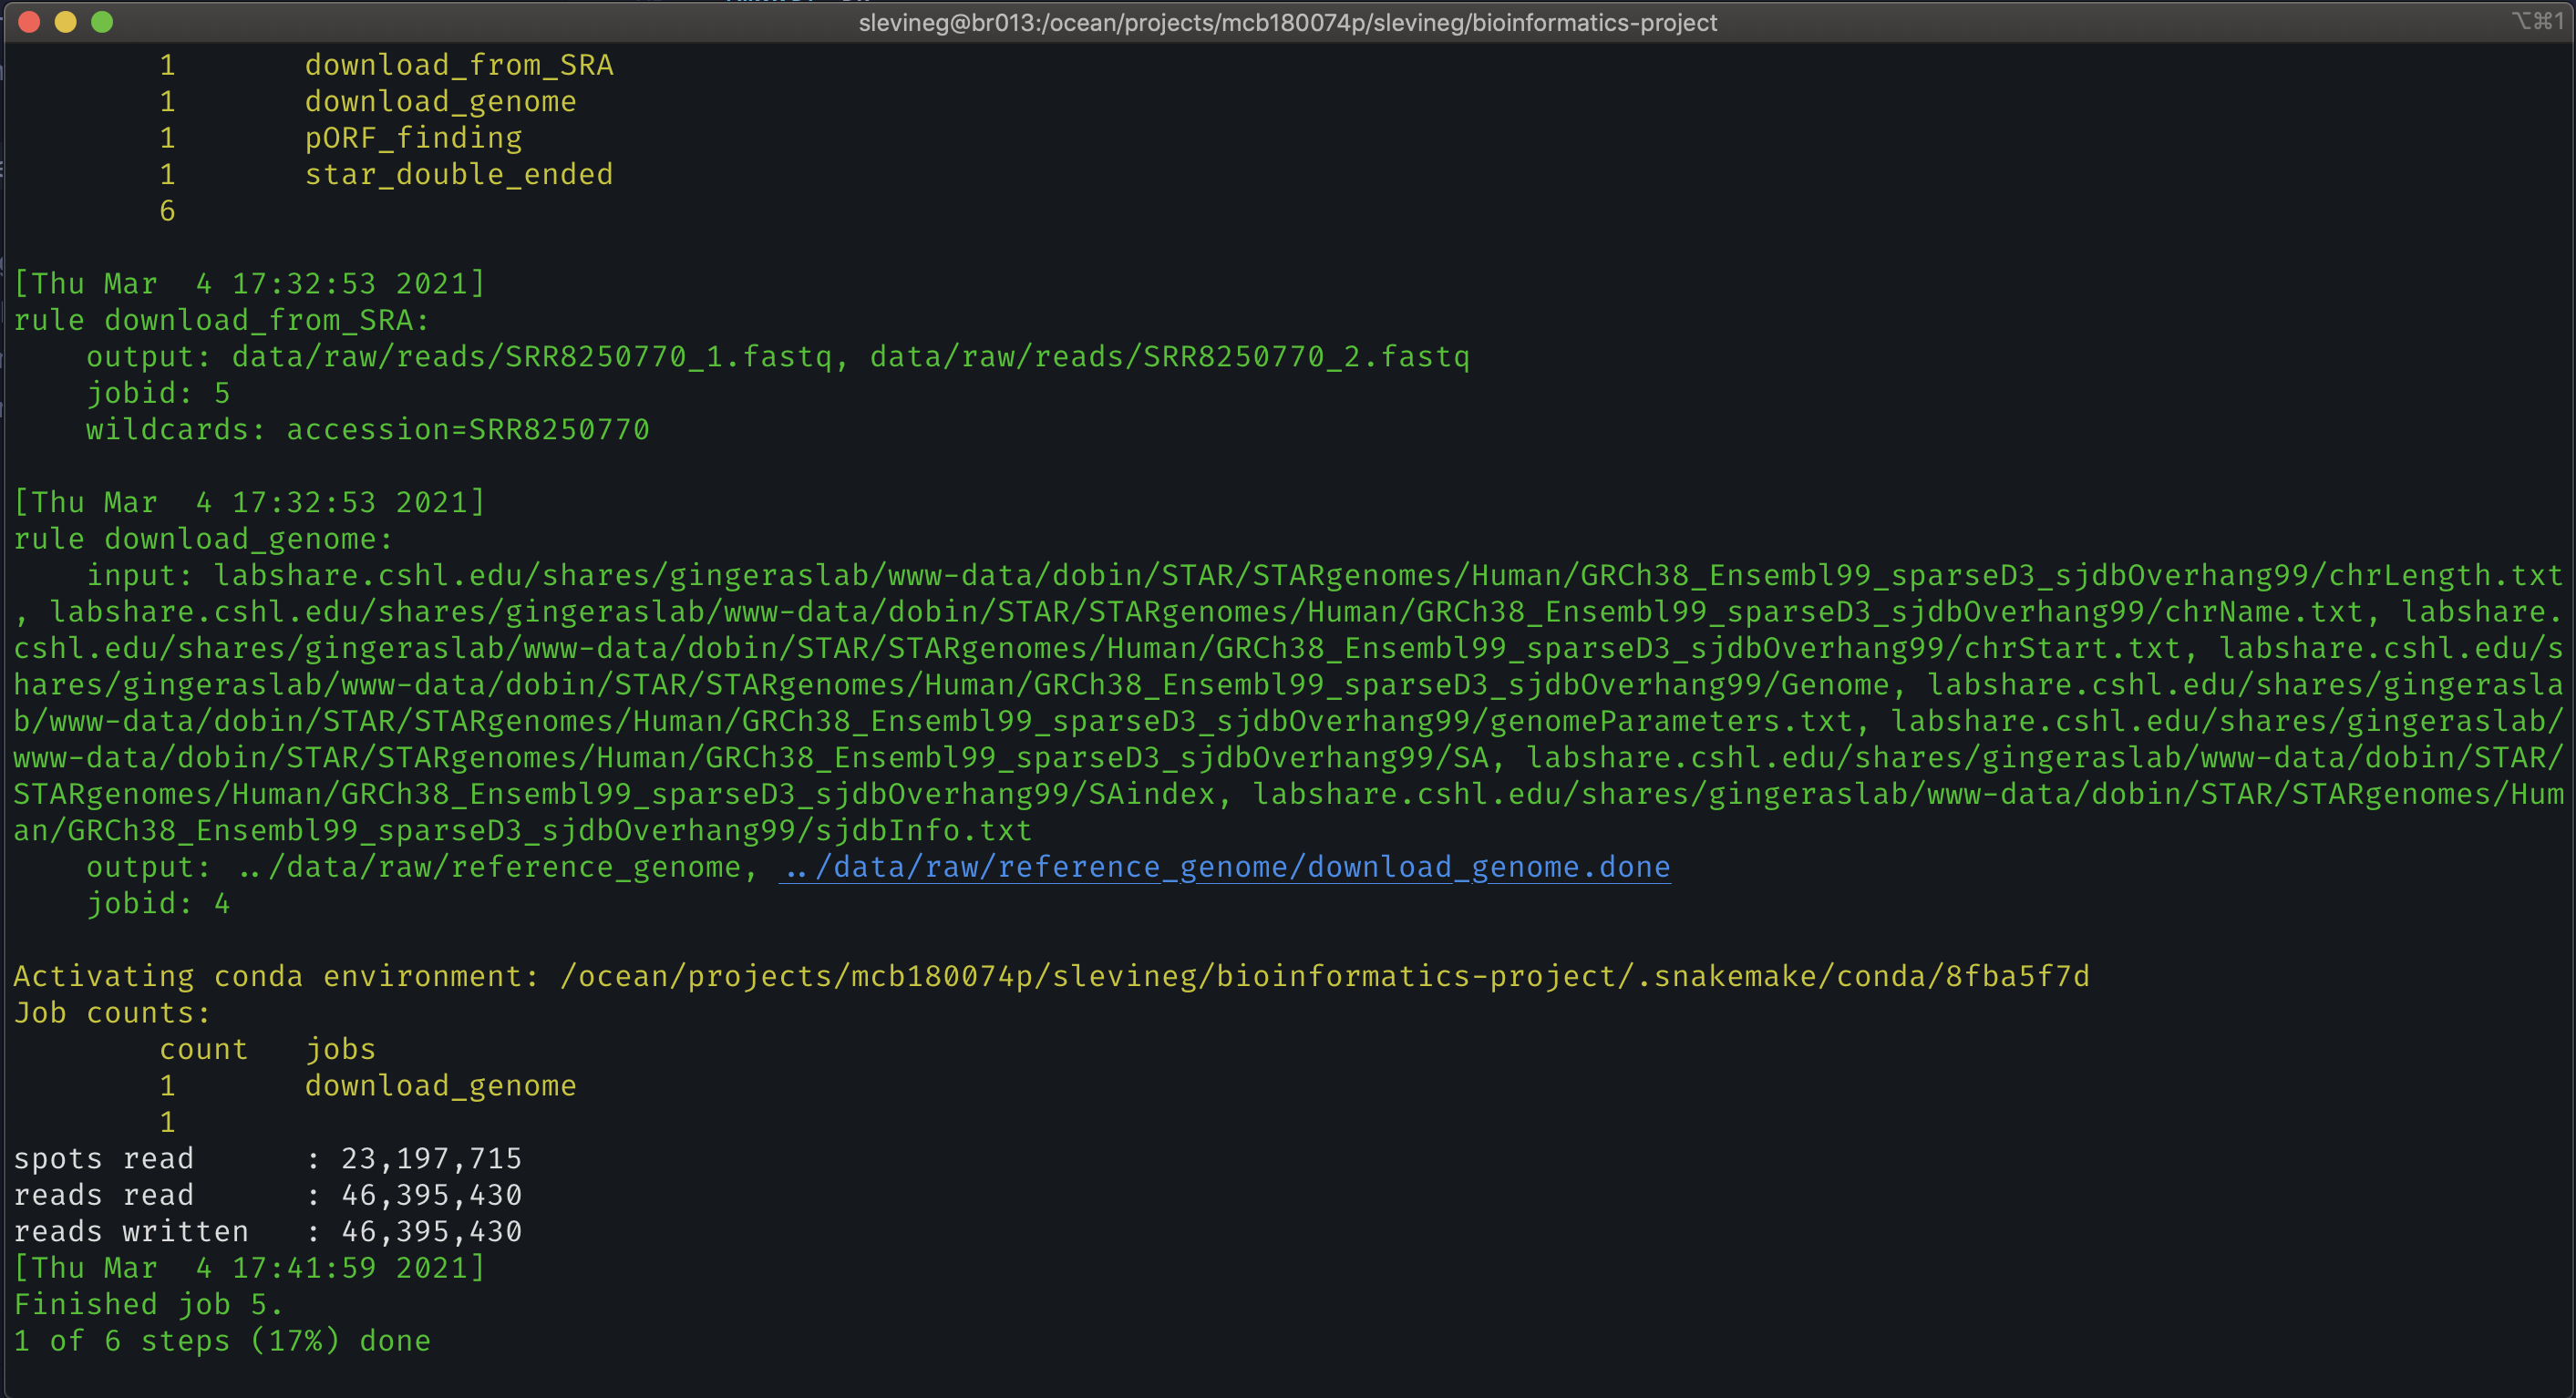 slevineg@br013:/ocean/projects/mcb180074p/slevineg/bioinformatics-project
⌥⌘1
1 download_from_SRA
1 download_genome
1 pORF_finding
1 star_double_ended
6
[Thu Mar  4 17:32:53 2021]
rule download_from_SRA:
output: data/raw/reads/SRR8250770_1.fastq, data/raw/reads/SRR8250770_2.fastq
jobid: 5
wildcards: accession=SRR8250770
[Thu Mar  4 17:32:53 2021]
rule download_genome:
input: labshare.cshl.edu/shares/gingeraslab/www-data/dobin/STAR/STARgenomes/Human/GRCh38_Ensembl99_sparseD3_sjdbOverhang99/chrLength.txt
, labshare.cshl.edu/shares/gingeraslab/www-data/dobin/STAR/STARgenomes/Human/GRCh38_Ensembl99_sparseD3_sjdbOverhang99/chrName.txt, labshare.
cshl.edu/shares/gingeraslab/www-data/dobin/STAR/STARgenomes/Human/GRCh38_Ensembl99_sparseD3_sjdbOverhang99/chrStart.txt, labshare.cshl.edu/s
hares/gingeraslab/www-data/dobin/STAR/STARgenomes/Human/GRCh38_Ensembl99_sparseD3_sjdbOverhang99/Genome, labshare.cshl.edu/shares/gingerasla
b/www-data/dobin/STAR/STARgenomes/Human/GRCh38_Ensembl99_sparseD3_sjdbOverhang99/genomeParameters.txt, labshare.cshl.edu/shares/gingeraslab/
www-data/dobin/STAR/STARgenomes/Human/GRCh38_Ensembl99_sparseD3_sjdbOverhang99/SA, labshare.cshl.edu/shares/gingeraslab/www-data/dobin/STAR/
STARgenomes/Human/GRCh38_Ensembl99_sparseD3_sjdbOverhang99/SAindex, labshare.cshl.edu/shares/gingeraslab/www-data/dobin/STAR/STARgenomes/Hum
an/GRCh38_Ensembl99_sparseD3_sjdbOverhang99/sjdbInfo.txt
output: ../data/raw/reference_genome, ../data/raw/reference_genome/download_genome.done
jobid: 4
Activating conda environment: /ocean/projects/mcb180074p/slevineg/bioinformatics-project/.snakemake/conda/8fba5f7d
Job counts:
count jobs
1 download_genome
1
spots read      : 23,197,715
reads read      : 46,395,430
reads written   : 46,395,430
[Thu Mar  4 17:41:59 2021]
Finished job 5.
1 of 6 steps (17%) done